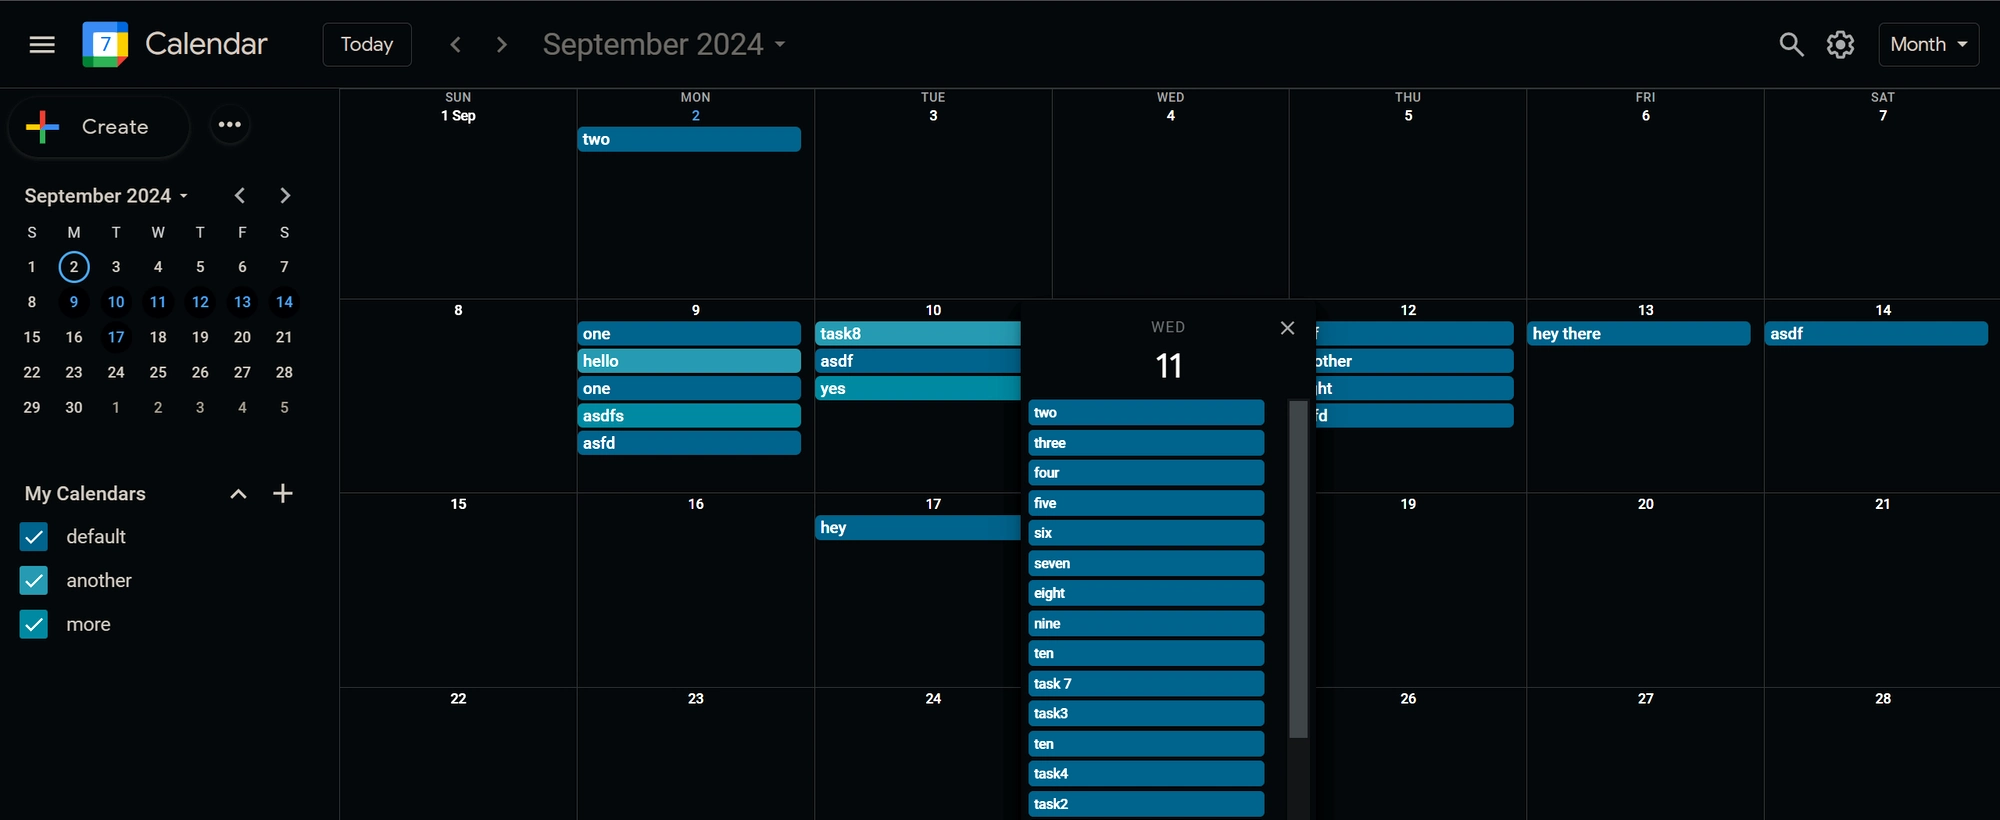 7 Calendar Today September 2024 Month
Create
September 2024
S M T W T F S
1 2 3 4 5 6 7
8 9 10 11 12 13 14
15 16 17 18 19 20 21
22 23 24 25 26 27 28
29 30 1 2 3 4 5
My Calendars
default
another
more
SUN MON TUE WED THU FRI SAT
1 Sep 2 3 4 5 6 7
two
8 9 10 12 13 14
one
hello
one
asdfs
asfd
task8
asdf
yes
WED
11
two
three
four
five
six
seven
eight
nine
ten
task 7
task3
ten
task4
task2
hey there
asdf
15 16 17 19 20 21
hey
22 23 24 26 27 28